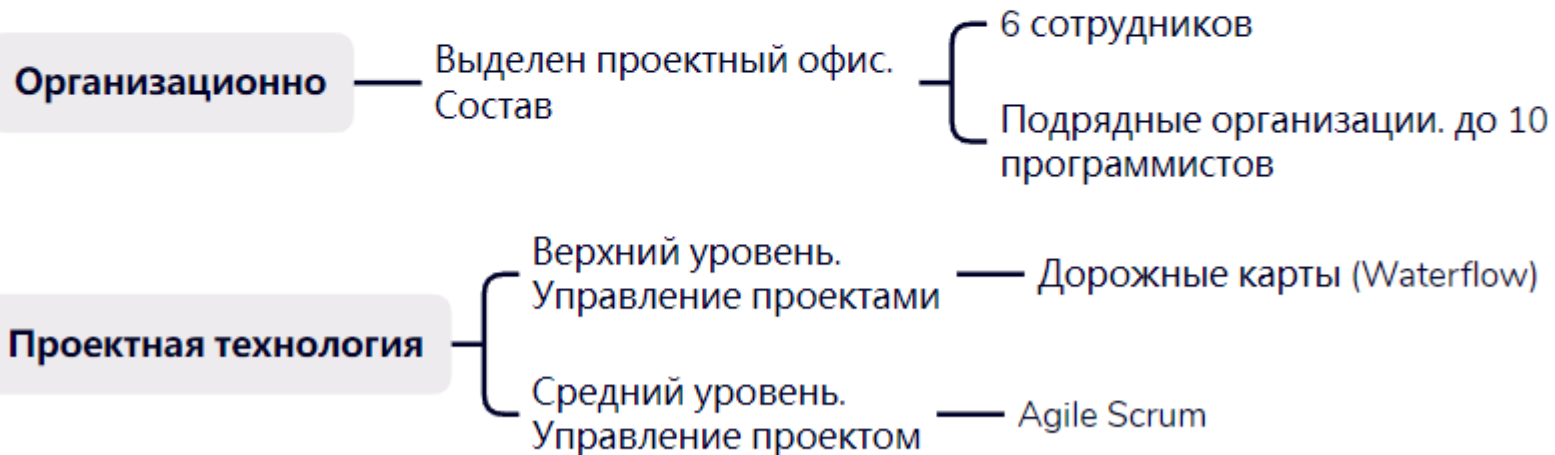 Организационно
Выделен проектный офис.
Состав
6 сотрудников
Подрядные организации. до 10
программистов
Проектная технология
Верхний уровень.
Управление проектами
Дорожные карты (Waterflow)
Средний уровень.
Управление проектом
Agile Scrum